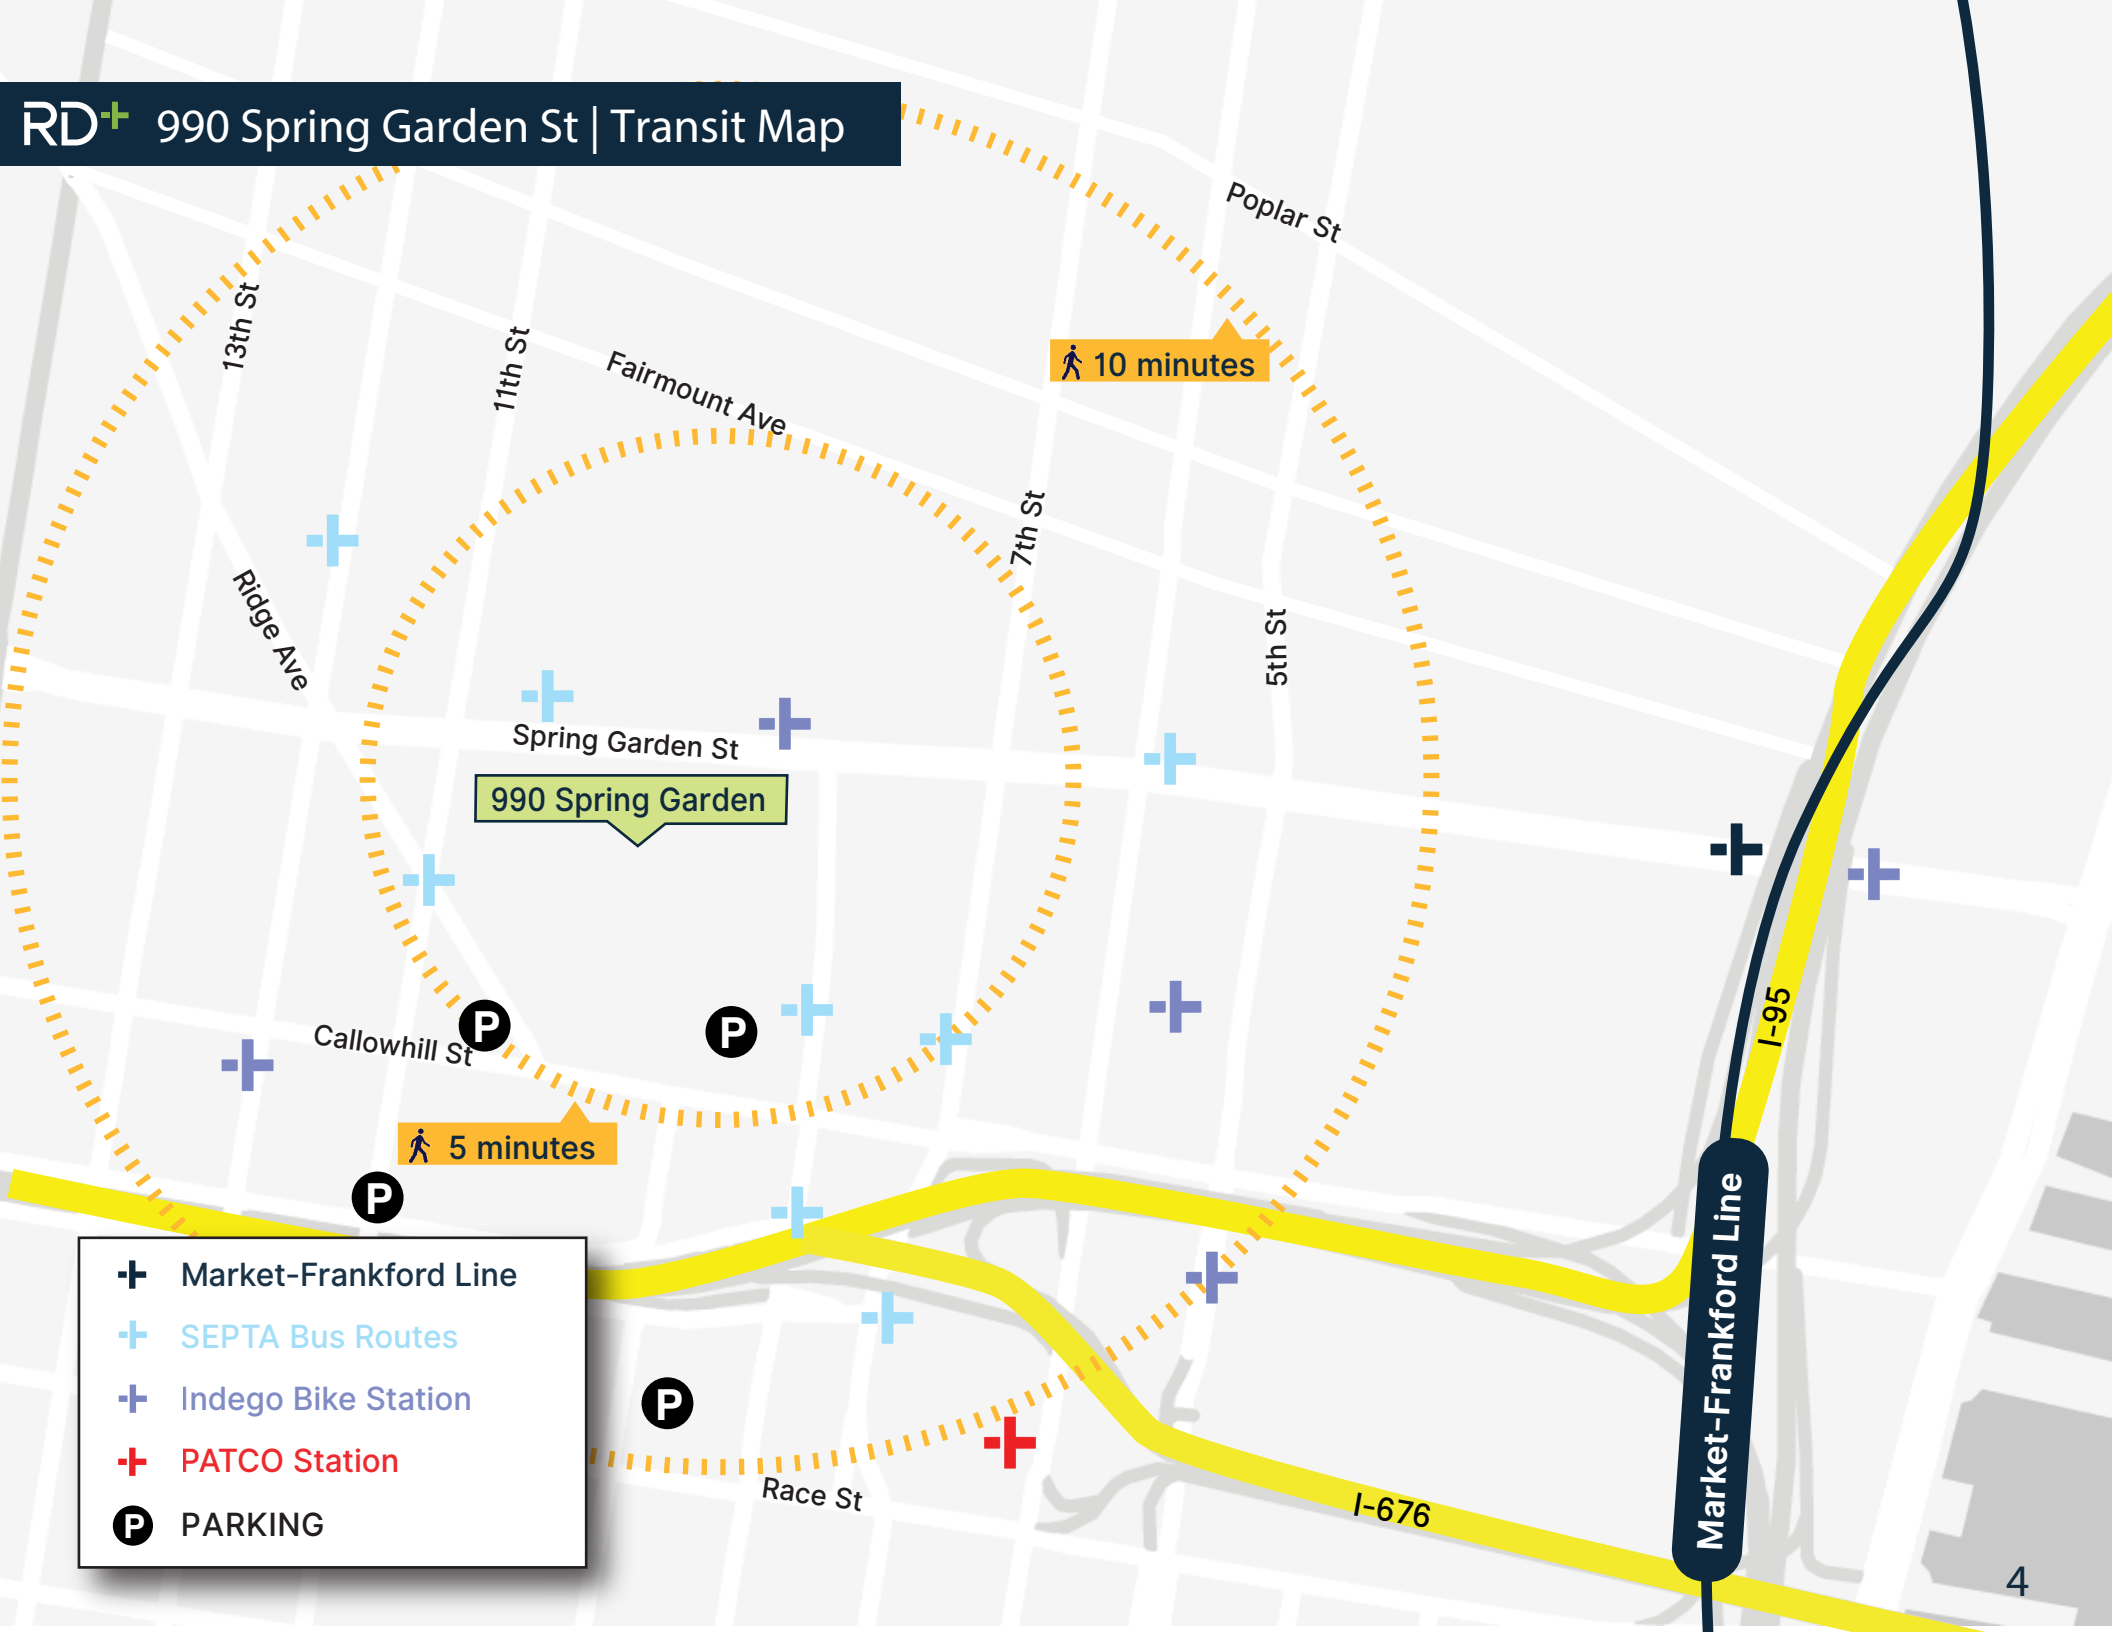 RD+ 990 Spring Garden St | Transit Map
Poplar St
13th St
11th St
Fairmount Ave
10 minutes
7th St
Ridge Ave
5th St
Spring Garden St
990 Spring Garden
I-95
P
P
Callowhill St
5 minutes
P
Market-Frankford Line
Market-Frankford Line
SEPTA Bus Routes
Indego Bike Station
PATCO Station
P PARKING
P
Race St
I-676
4